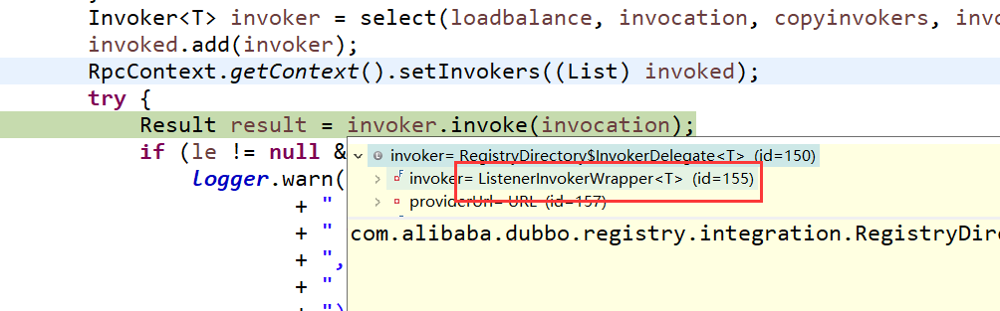 Invoker<T> invoker = select(loadbalance, invocation, copyinvokers, inv
invoked.add(invoker);
RpcContext.getContext().setInvokers((List) invoked);
try {
Result result = invoker.invoke(invocation);
if (le != null &
invoker= RegistryDirectory$InvokerDelegate<T> (id=150)
logger.warn(
invoker= ListenerInvokerWrapper<T> (id=155)
+ "
providerUrl= URL (id=157)
+ "
com.alibaba.dubbo.registry.integration.RegistryDire
+ ",
+ "
+ ")